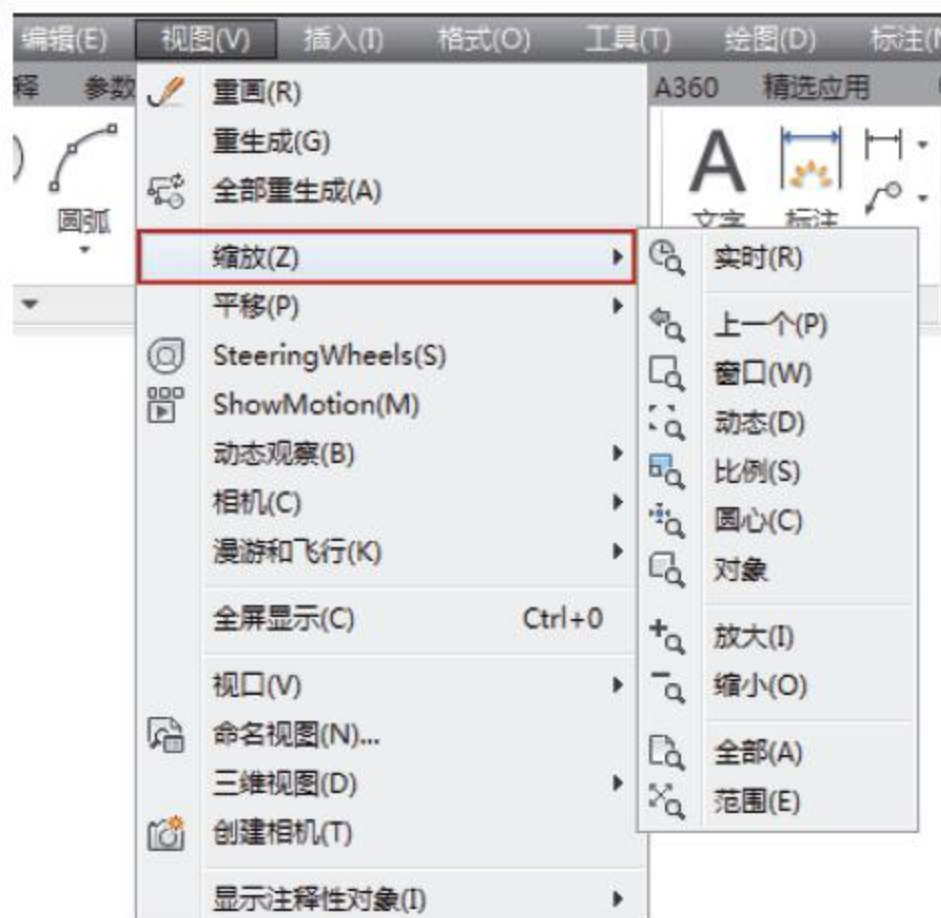 编辑(E) 视图(V) 插入(I) 格式(O) 工具(T) 绘图(D) 标注(N
释 参数 A360 精选应用
圆弧 文字 标注
重画(R)
重生成(G)
全部重生成(A)
缩放(Z)
平移(P)
SteeringWheels(S)
ShowMotion(M)
动态观察(B)
相机(C)
漫游和飞行(K)
全屏显示(C) Ctrl+0
视口(V)
命名视图(N)...
三维视图(D)
创建相机(T)
显示注释性对象(I)
实时(R)
上一个(P)
窗口(W)
动态(D)
比例(S)
圆心(C)
对象
放大(I)
缩小(O)
全部(A)
范围(E)